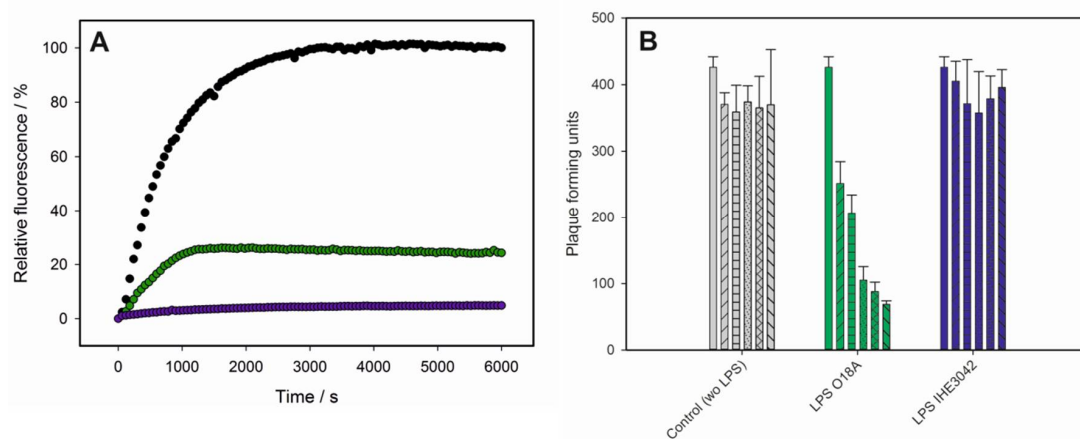 A
Relative fluorescence / %
100
80
60
40
20
0
0 1000 2000 3000 4000 5000 6000
Time / s
B
Plaque forming units
500
400
300
200
100
0
Control (wo LPS)
LPS O18A
LPS IHE3042